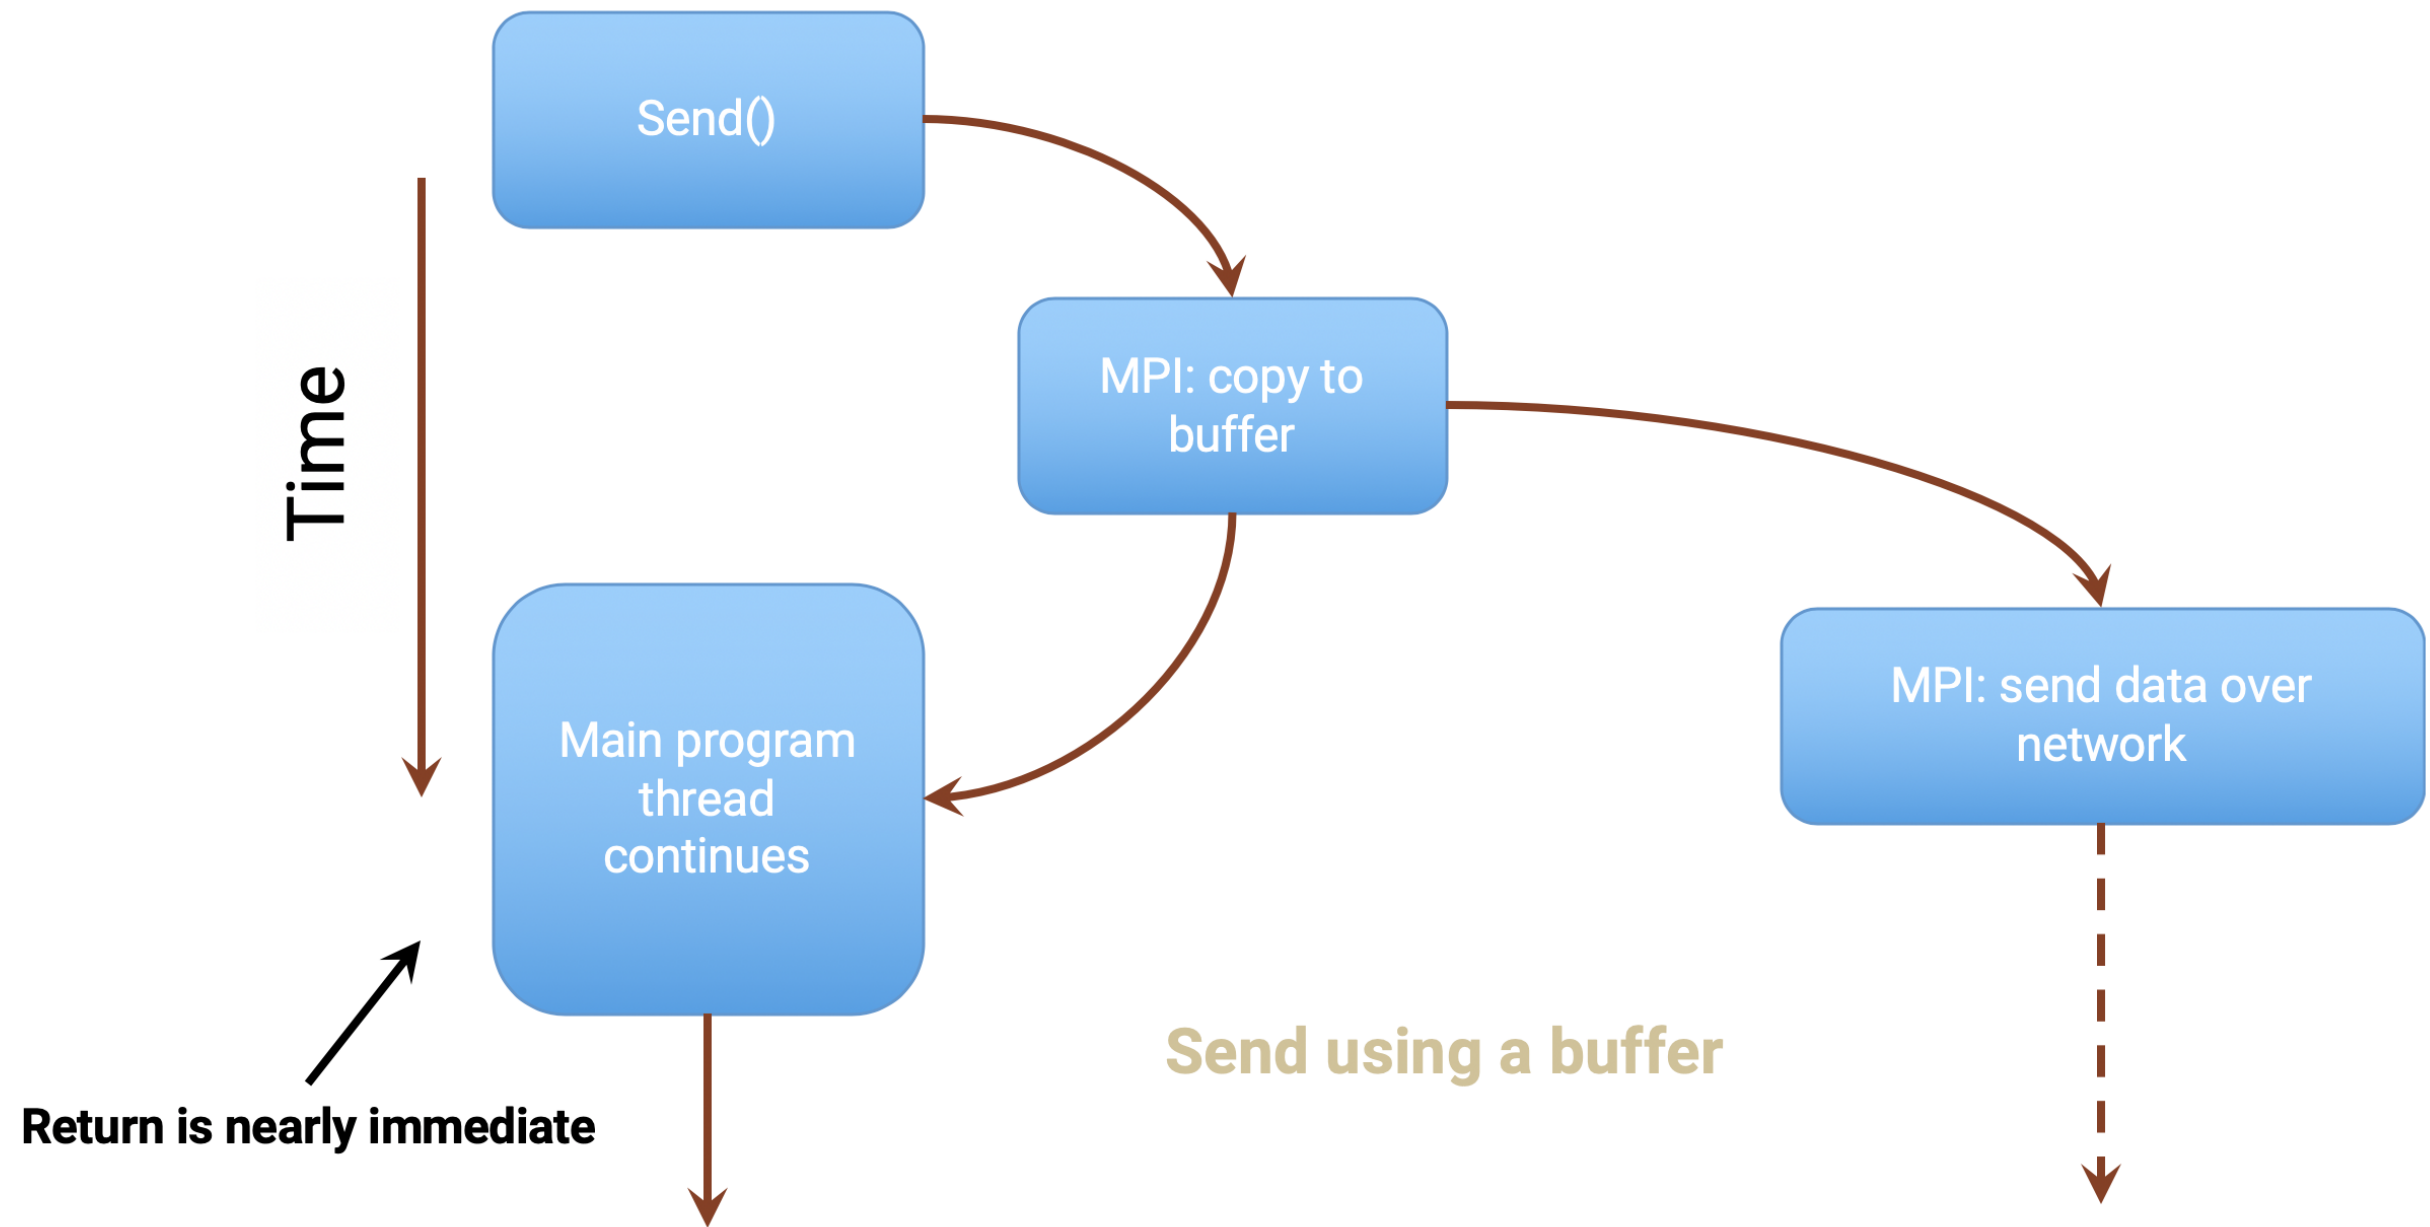 Send()
MPI: copy to
buffer
Time
MPI: send data over
network
Main program
thread
continues
Send using a buffer
Return is nearly immediate